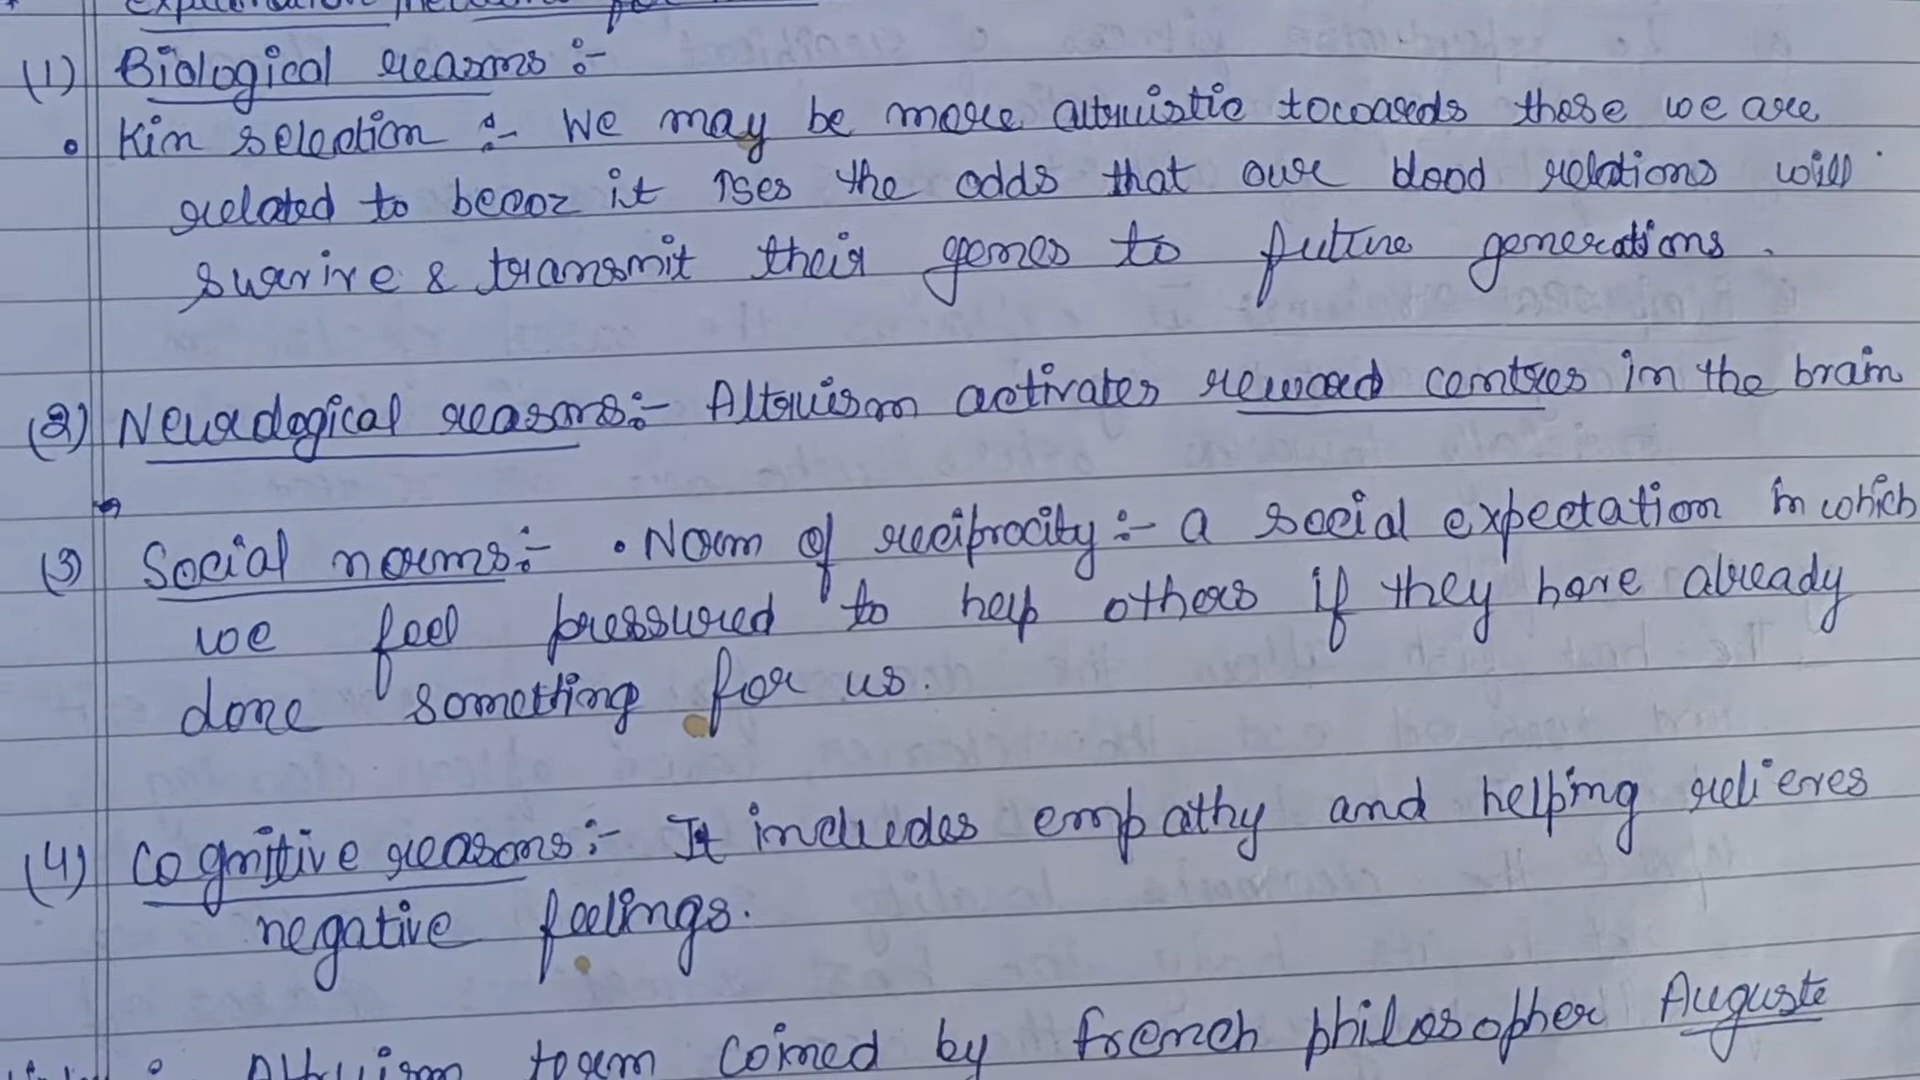 (1) Biological reasons :-
• Kin selection :- We may be more altruistic towards those we are
related to becoz it ↑ses the odds that our blood relations will
survive & transmit their genes to future generations.
(2) Neurological reasons:- Altruism activates reward centres in the brain
(3) Social norms:- • Norm of reciprocity:- a social expectation in which
we feel pressured to help others if they have already
done something for us.
(4) Cognitive reasons:- It includes empathy and helping relieves
negative feelings.
• Altruism term coined by french philosopher Auguste